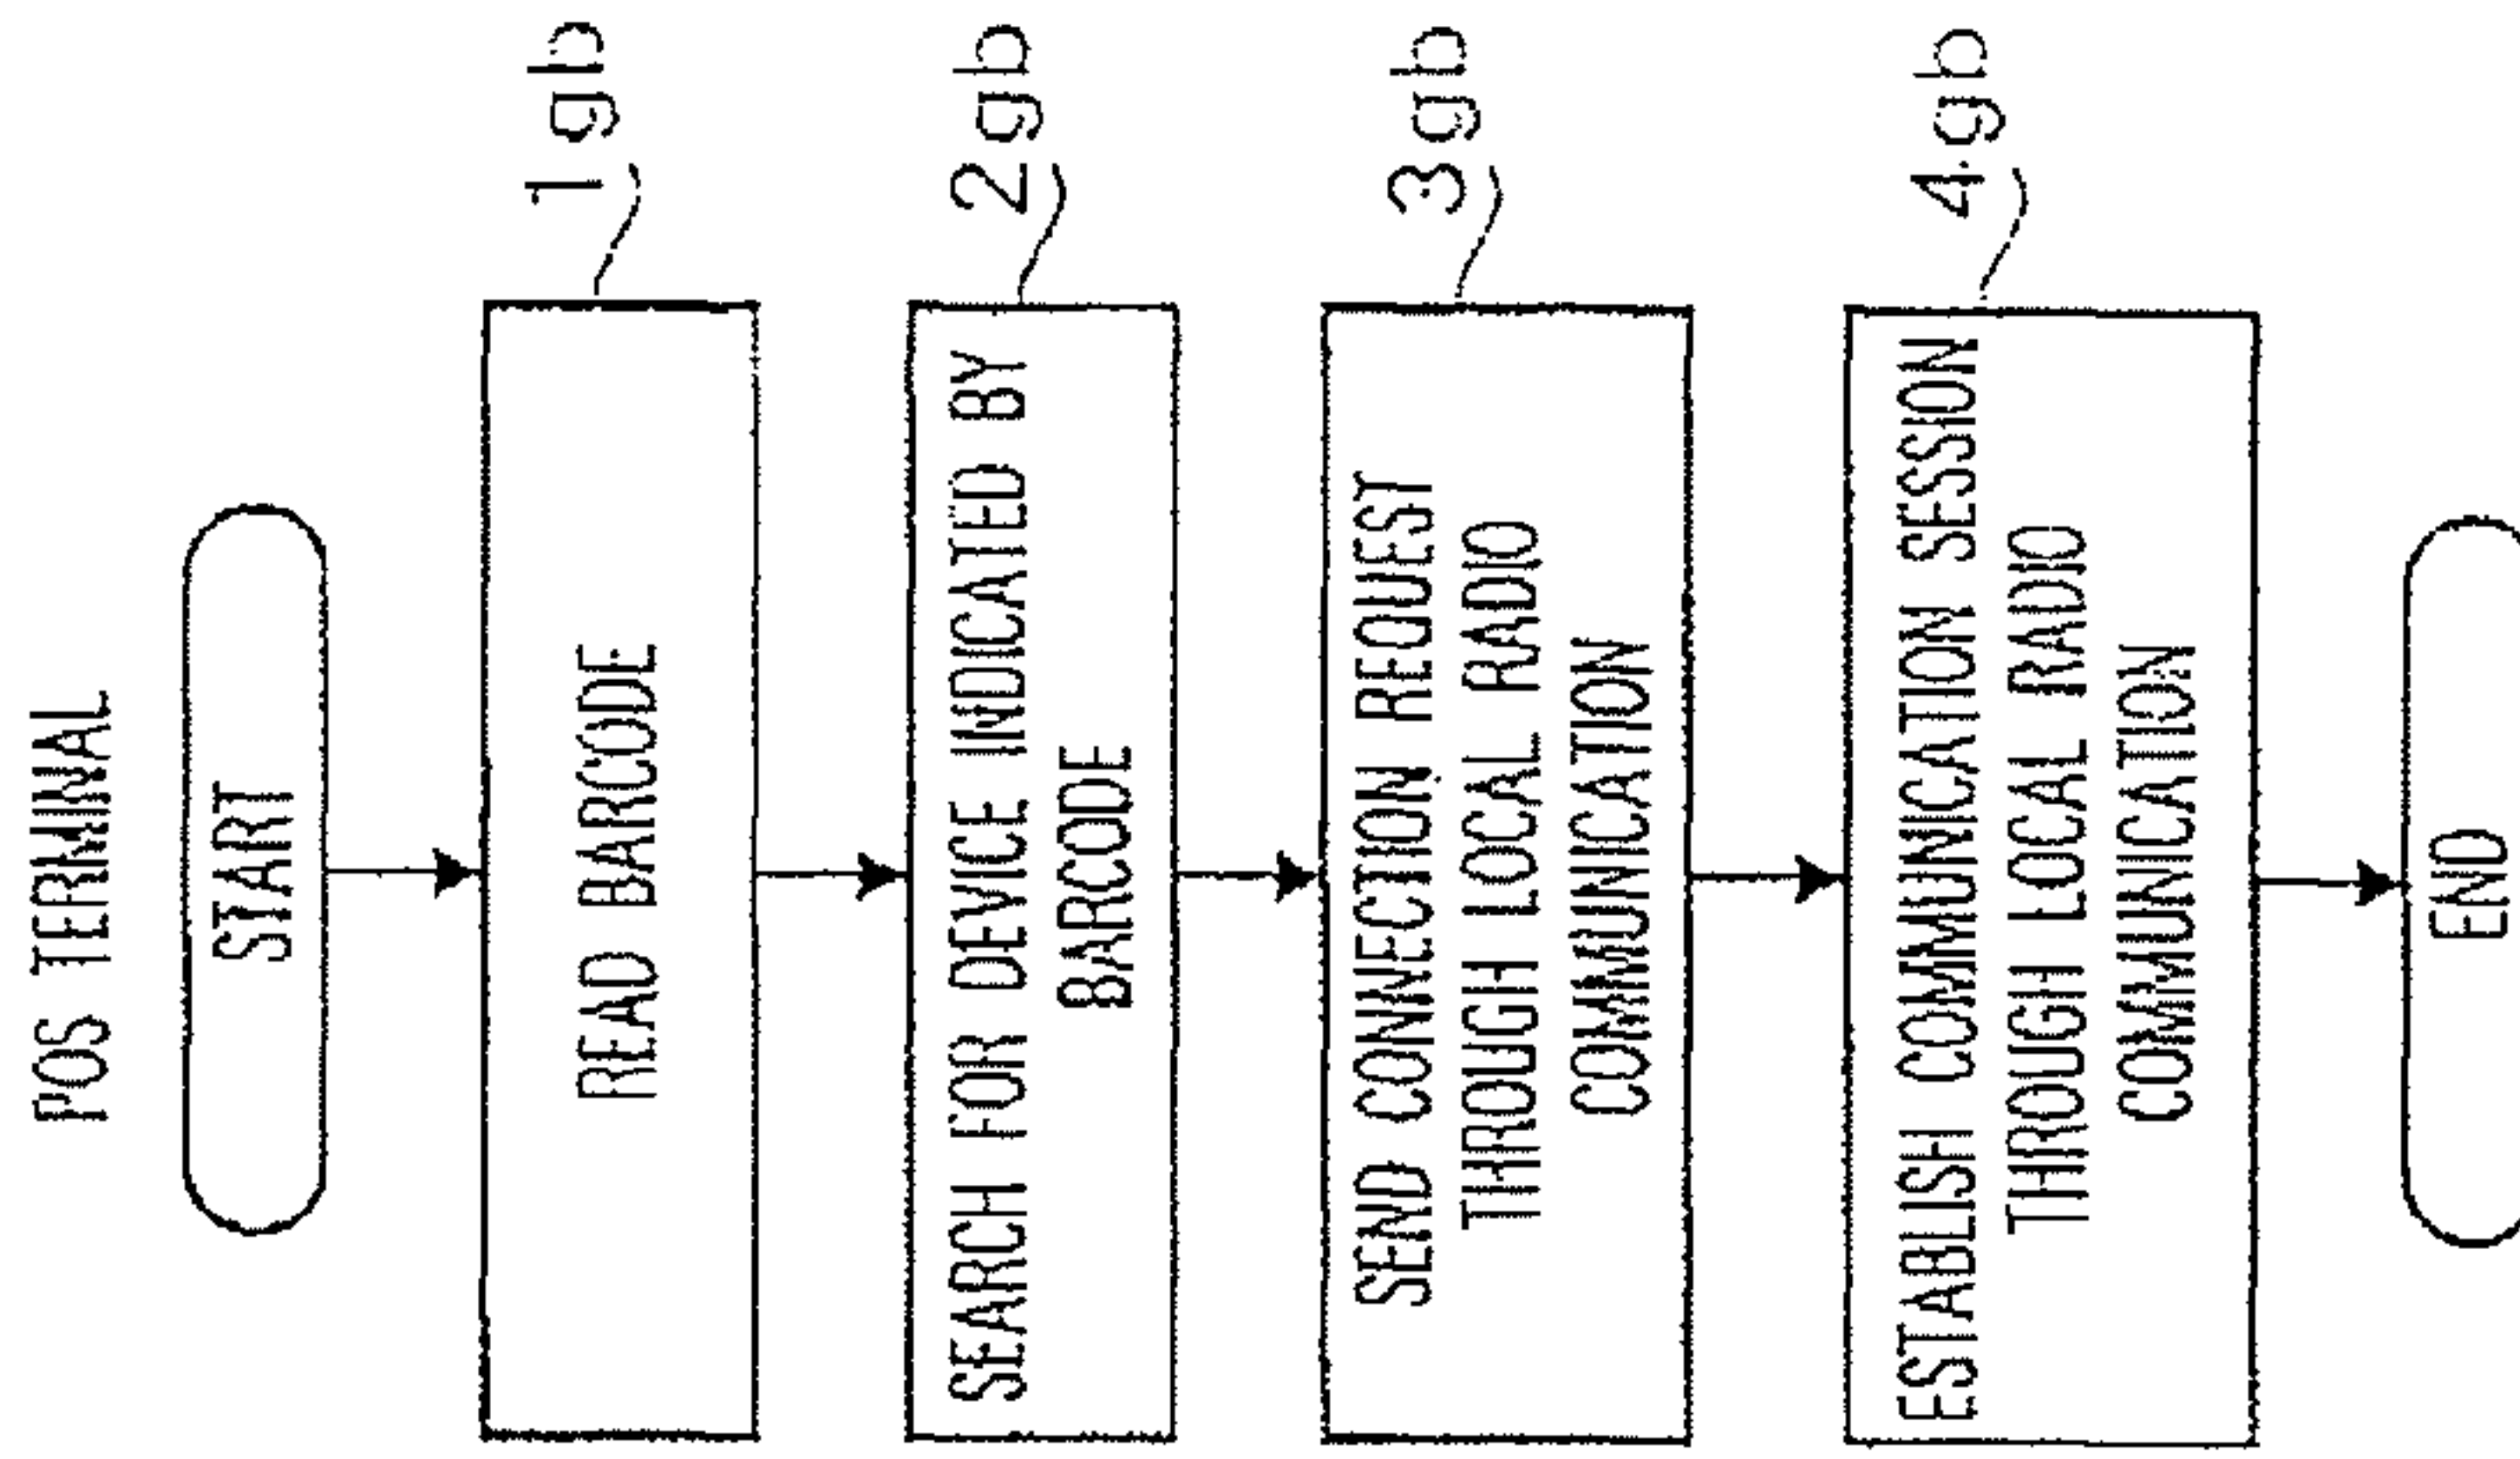 POS TERMINAL
START
READ BARCODE
1gb
SEARCH FOR DEVICE INDICATED BY
BARCODE
2gb
SEND CONNECTION REQUEST
THROUGH LOCAL RADIO
COMMUNICATION
3gb
ESTABLISH COMMUNICATION SESSION
THROUGH LOCAL RADIO
COMMUNICATION
4gb
END